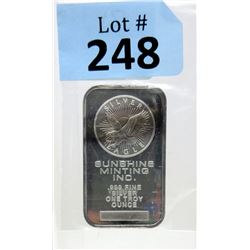 Lot #
248
SILVER
EAGLE
SUNSHINE
MINTING
INC.
.999 FINE
SILVER
ONE TROY
OUNCE